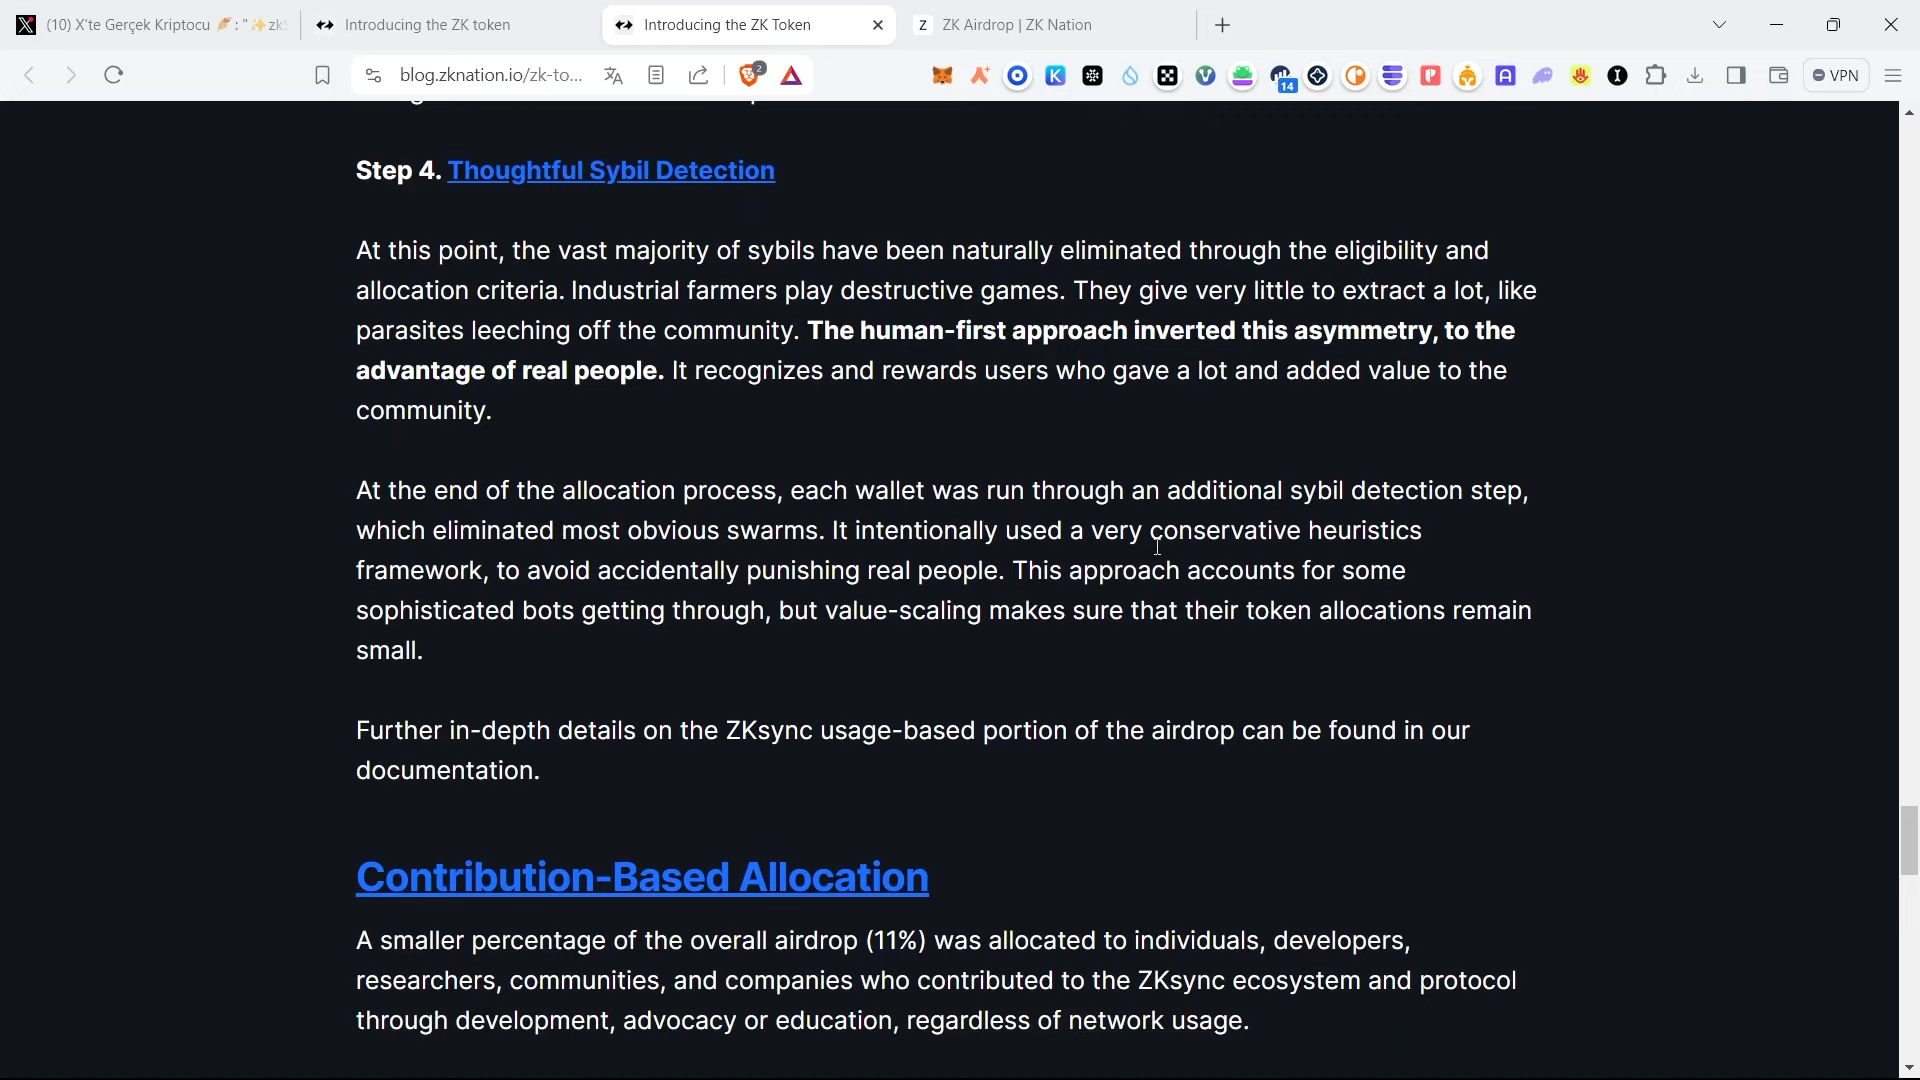 (10) X'te Gerçek Kriptocu : "✨zkS
Introducing the ZK token
Introducing the ZK Token
Z
ZK Airdrop | ZK Nation
blog.zknation.io/zk-to...
2
14
VPN
Step 4. Thoughtful Sybil Detection
At this point, the vast majority of sybils have been naturally eliminated through the eligibility and
allocation criteria. Industrial farmers play destructive games. They give very little to extract a lot, like
parasites leeching off the community. The human-first approach inverted this asymmetry, to the
advantage of real people. It recognizes and rewards users who gave a lot and added value to the
community.
At the end of the allocation process, each wallet was run through an additional sybil detection step,
which eliminated most obvious swarms. It intentionally used a very conservative heuristics
framework, to avoid accidentally punishing real people. This approach accounts for some
sophisticated bots getting through, but value-scaling makes sure that their token allocations remain
small.
Further in-depth details on the ZKsync usage-based portion of the airdrop can be found in our
documentation.
Contribution-Based Allocation
A smaller percentage of the overall airdrop (11%) was allocated to individuals, developers,
researchers, communities, and companies who contributed to the ZKsync ecosystem and protocol
through development, advocacy or education, regardless of network usage.